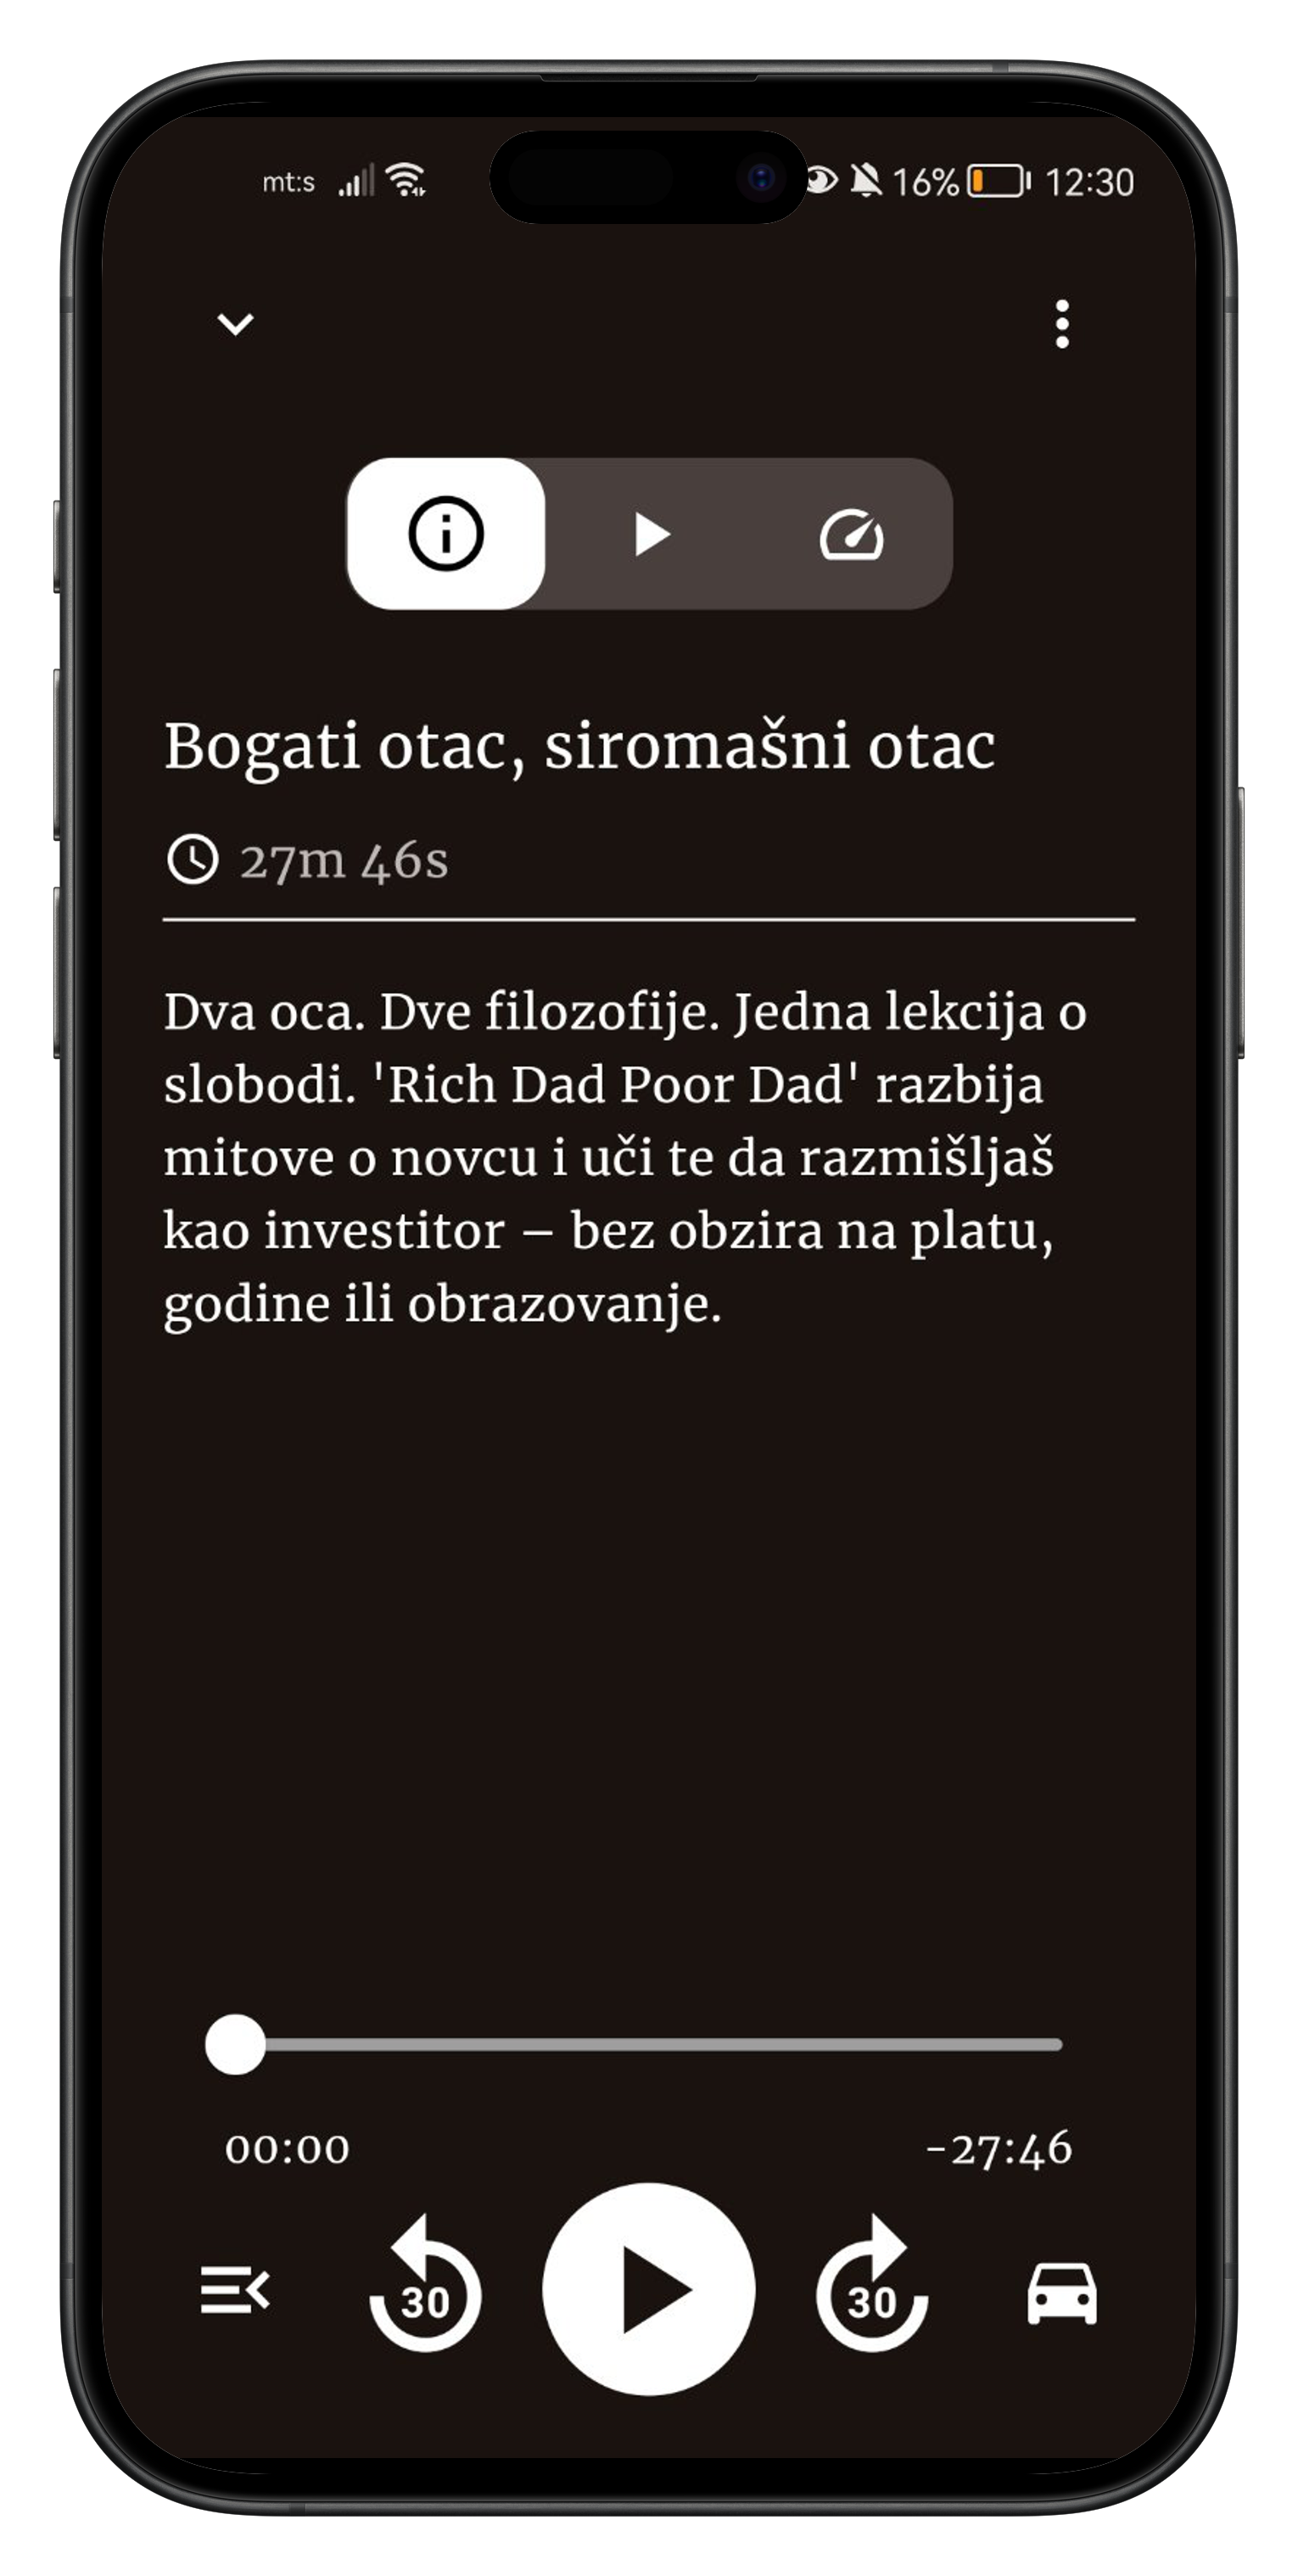 mt:s 16% 12:30
Bogati otac, siromašni otac
27m 46s
Dva oca. Dve filozofije. Jedna lekcija o
slobodi. 'Rich Dad Poor Dad' razbija
mitove o novcu i uči te da razmišljaš
kao investitor – bez obzira na platu,
godine ili obrazovanje.
00:00 -27:46
30 30